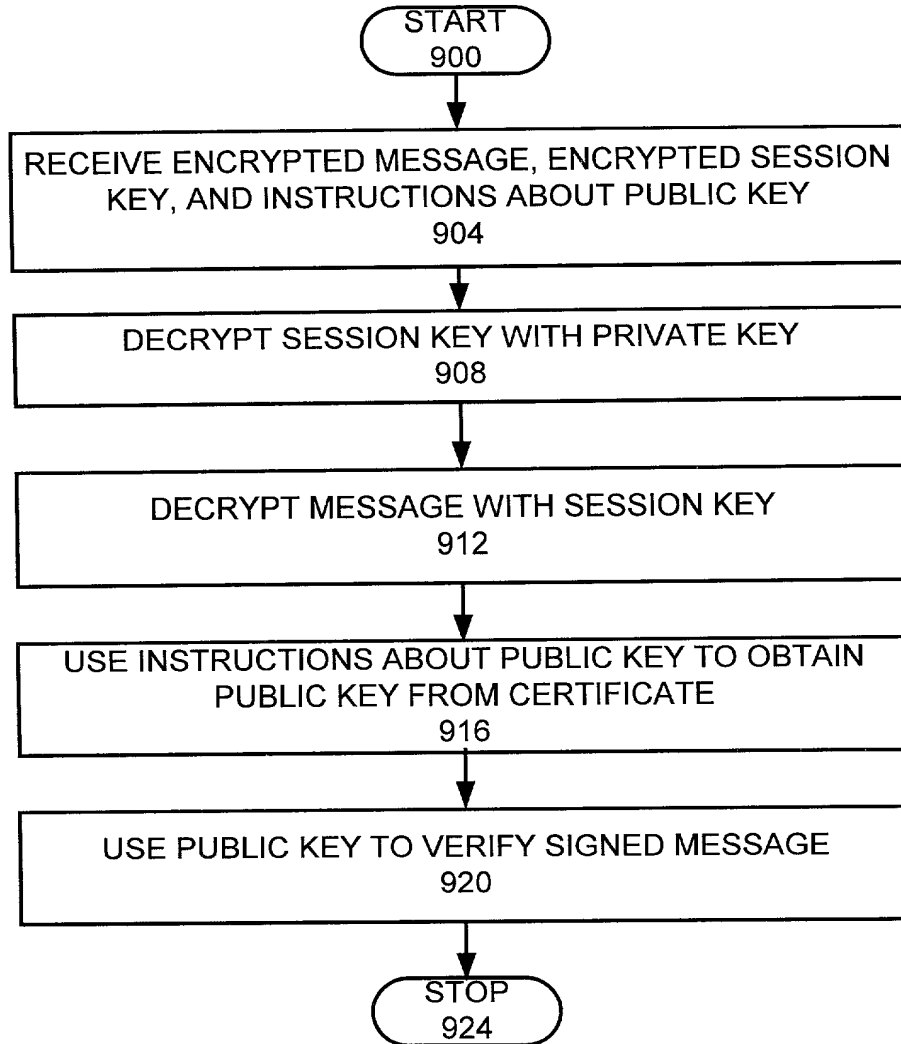 START
900
RECEIVE ENCRYPTED MESSAGE, ENCRYPTED SESSION
KEY, AND INSTRUCTIONS ABOUT PUBLIC KEY
904
DECRYPT SESSION KEY WITH PRIVATE KEY
908
DECRYPT MESSAGE WITH SESSION KEY
912
USE INSTRUCTIONS ABOUT PUBLIC KEY TO OBTAIN
PUBLIC KEY FROM CERTIFICATE
916
USE PUBLIC KEY TO VERIFY SIGNED MESSAGE
920
STOP
924